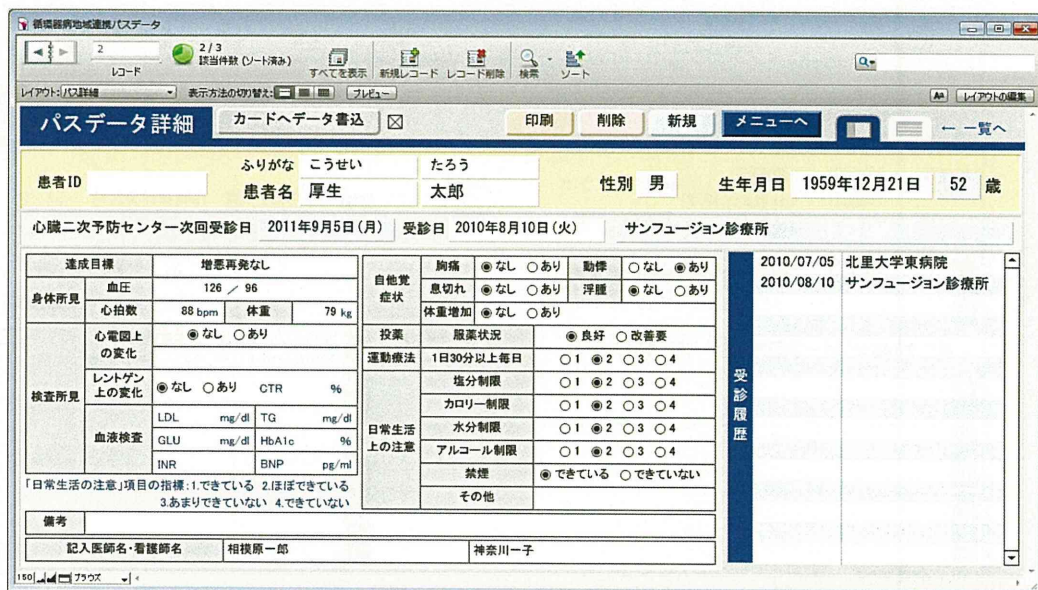 循環器病地域連携パスデータ
2
レコード
2 / 3
該当件数 (ソート済み)
すべてを表示
新規レコード
レコード削除
検索
ソート
レイアウト: パス詳細
表示方法の切り替え:
プレビュー
Aa
レイアウトの編集
パスデータ詳細
カードへデータ書込
印刷
削除
新規
メニューへ
← 一覧へ
ふりがな こうせい たろう
患者ID
患者名 厚生 太郎
性別 男
生年月日 1959年12月21日 52 歳
心臓二次予防センター次回受診日 2011年9月5日(月) 受診日 2010年8月10日(火) サンフュージョン診療所
達成目標 増悪再発なし
身体所見 血圧 126 / 96
心拍数 88 bpm 体重 79 kg
検査所見 心電図上の変化 なし あり
レントゲン上の変化 なし あり CTR %
血液検査 LDL mg/dl TG mg/dl
GLU mg/dl HbA1c %
INR BNP pg/ml
「日常生活の注意」項目の指標:1.できている 2.ほぼできている
3.あまりできていない 4.できていない
自他覚症状 胸痛 なし あり 動悸 なし あり
息切れ なし あり 浮腫 なし あり
体重増加 なし あり
投薬 服薬状況 良好 改善要
運動療法 1日30分以上毎日 1 2 3 4
日常生活上の注意 塩分制限 1 2 3 4
カロリー制限 1 2 3 4
水分制限 1 2 3 4
アルコール制限 1 2 3 4
禁煙 できている できていない
その他
受診履歴
2010/07/05 北里大学東病院
2010/08/10 サンフュージョン診療所
備考
記入医師名・看護師名 相模原一郎 神奈川一子
150 ブラウズ